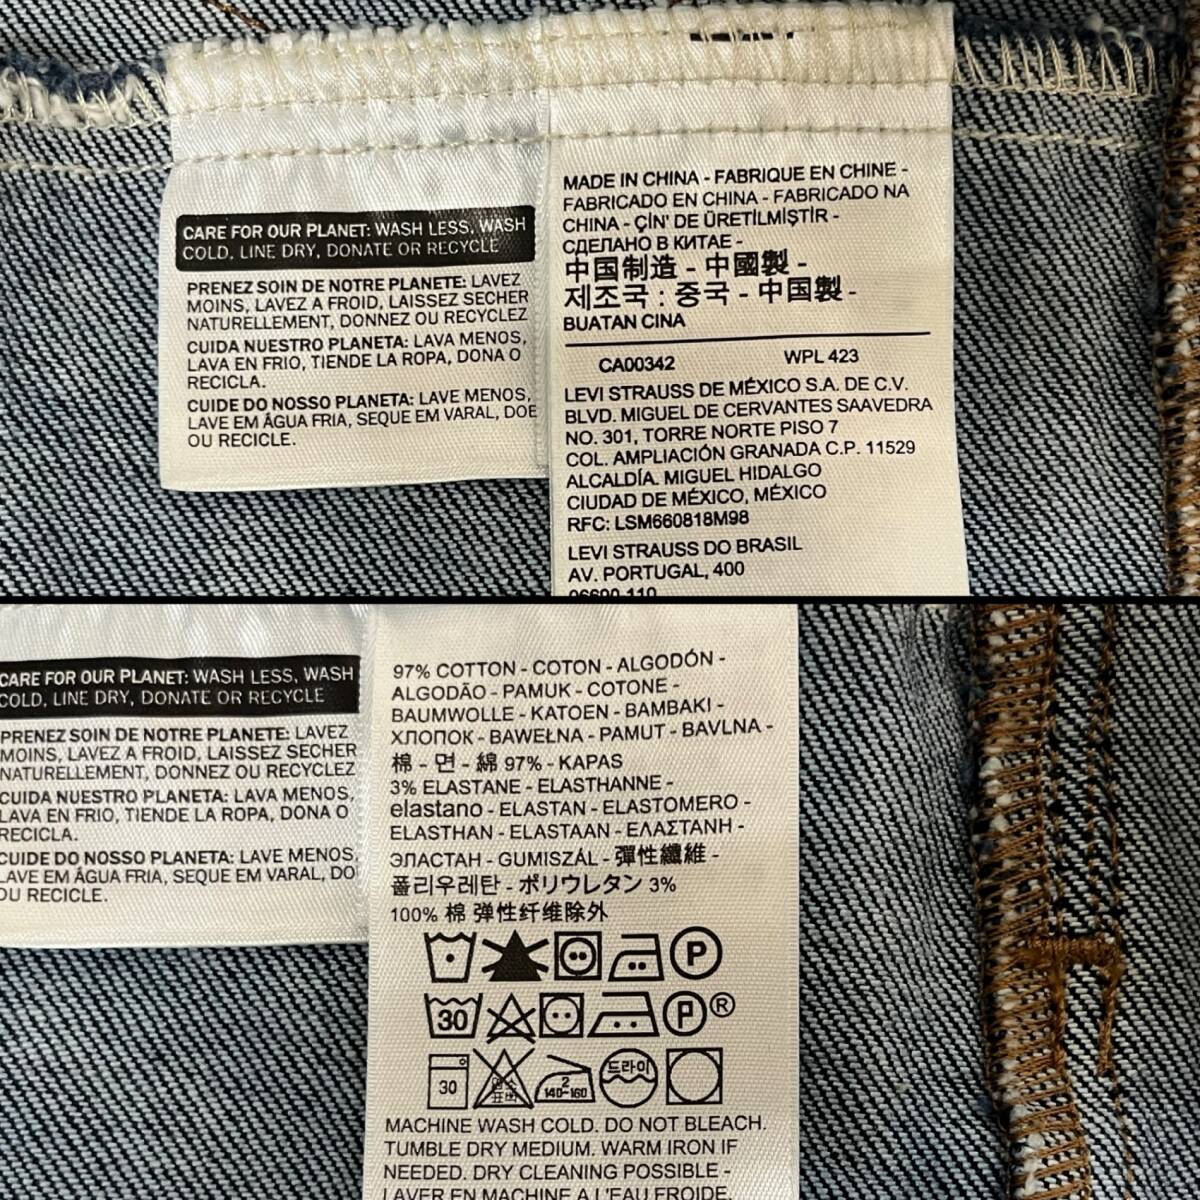 CARE FOR OUR PLANET: WASH LESS, WASH
COLD, LINE DRY, DONATE OR RECYCLE
PRENEZ SOIN DE NOTRE PLANETE: LAVEZ
MOINS, LAVEZ A FROID, LAISSEZ SECHER
NATURELLEMENT, DONNEZ OU RECYCLEZ
CUIDA NUESTRO PLANETA: LAVA MENOS,
LAVA EN FRIO, TIENDE LA ROPA, DONA O
RECICLA.
CUIDE DO NOSSO PLANETA: LAVE MENOS,
LAVE EM ÂGUA FRIA, SEQUE EM VARAL, DOE
OU RECICLE.
MADE IN CHINA - FABRIQUE EN CHINE -
FABRICADO EN CHINA - FABRICADO NA
CHINA - ÇİN' DE ÜRETİLMİŞTİR -
СДЕЛАНО В КИТАЕ -
中国制造 - 中國製 -
제조국 : 중국 - 中国製 -
BUATAN CINA
CA00342 WPL 423
LEVI STRAUSS DE MÉXICO S.A. DE C.V.
BLVD. MIGUEL DE CERVANTES SAAVEDRA
NO. 301, TORRE NORTE PISO 7
COL. AMPLIACIÓN GRANADA C.P. 11529
ALCALDÍA. MIGUEL HIDALGO
CIUDAD DE MÉXICO, MÉXICO
RFC: LSM660818M98
LEVI STRAUSS DO BRASIL
AV. PORTUGAL, 400
CARE FOR OUR PLANET: WASH LESS, WASH
COLD, LINE DRY, DONATE OR RECYCLE
PRENEZ SOIN DE NOTRE PLANETE: LAVEZ
MOINS, LAVEZ A FROID, LAISSEZ SECHER
NATURELLEMENT, DONNEZ OU RECYCLEZ
CUIDA NUESTRO PLANETA: LAVA MENOS,
LAVA EN FRIO, TIENDE LA ROPA, DONA O
RECICLA.
CUIDE DO NOSSO PLANETA: LAVE MENOS,
LAVE EM ÂGUA FRIA, SEQUE EM VARAL, DO
OU RECICLE.
97% COTTON - COTON - ALGODÓN -
ALGODÃO - PAMUK - COTONE -
BAUMWOLLE - KATOEN - BAMBAKI -
ХЛОПОК - BAWEŁNA - PAMUT - BAVLNA -
棉 - 면 - 綿 97% - KAPAS
3% ELASTANE - ELASTHANNE -
elastano - ELASTAN - ELASTOMERO -
ELASTHAN - ELASTAAN - ΕΛΑΣΤΑΝΗ -
ЭЛАСТАН - GUMISZÁL - 彈性纖維 -
폴리우레탄 - ポリウレタン 3%
100% 棉 弹性纤维除外
P
30 P®
30 2 140-160 드라이
MACHINE WASH COLD. DO NOT BLEACH.
TUMBLE DRY MEDIUM. WARM IRON IF
NEEDED. DRY CLEANING POSSIBLE -
LAVER EN MACHINE A L'EAU FROIDE.